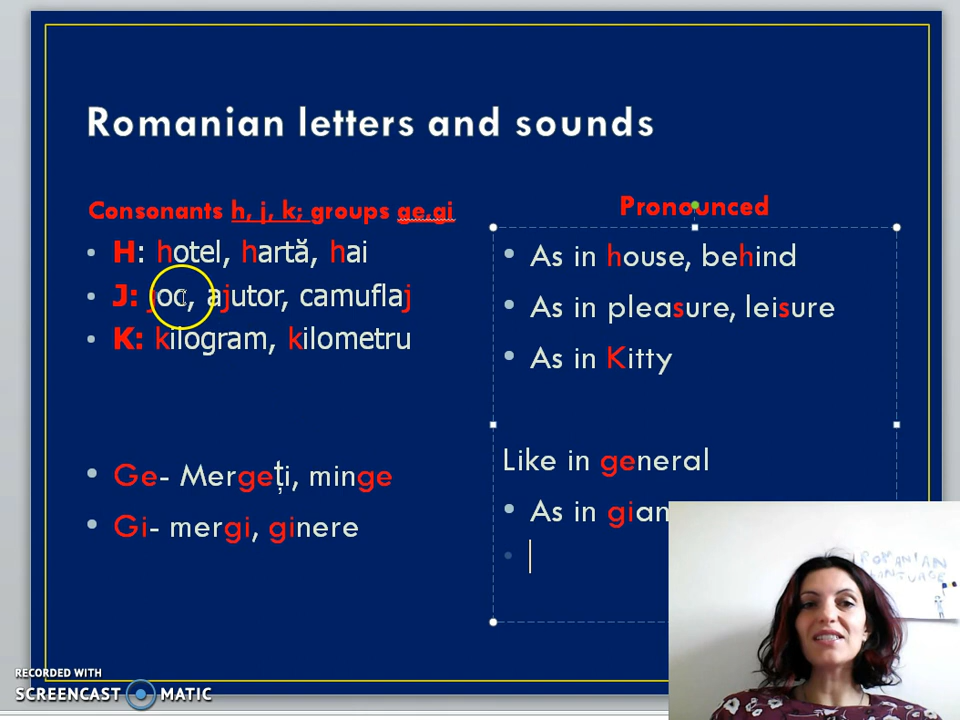 Romanian letters and sounds
Consonants h, j, k; groups ge,gi
H: hotel, hartă, hai
J: joc, ajutor, camuflaj
K: kilogram, kilometru
Ge- Mergeți, minge
Gi- mergi, ginere
Pronounced
As in house, behind
As in pleasure, leisure
As in Kitty
Like in general
As in gian
ROMANIAN
LANGUAGE
RECORDED WITH
SCREENCAST MATIC